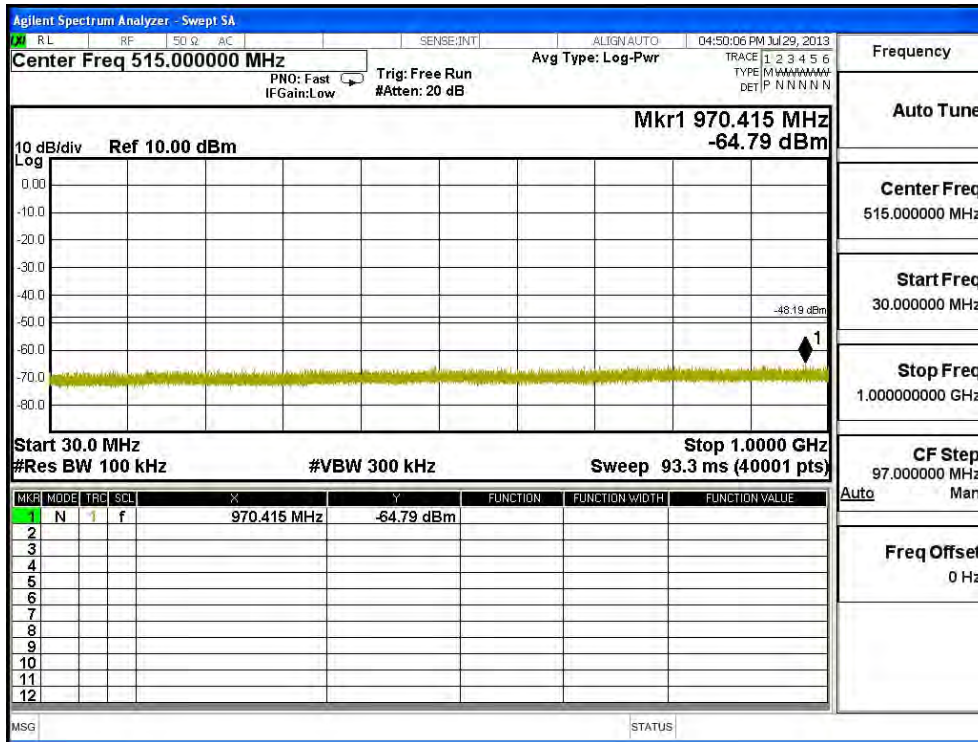 Agilent Spectrum Analyzer - Swept SA
RL RF 50 Ω AC SENSE:INT ALIGNAUTO 04:50:06 PM Jul 29, 2013
Center Freq 515.000000 MHz
Avg Type: Log-Pwr
TRACE 1 2 3 4 5 6
PNO: Fast
Trig: Free Run
TYPE M WWWWW
IFGain:Low
#Atten: 20 dB
DET P N N N N N
Mkr1 970.415 MHz
-64.79 dBm
10 dB/div Ref 10.00 dBm
Log
0.00
-10.0
-20.0
-30.0
-40.0
-48.19 dBm
-50.0
1
-60.0
-70.0
-80.0
Start 30.0 MHz Stop 1.0000 GHz
#Res BW 100 kHz #VBW 300 kHz Sweep 93.3 ms (40001 pts)
MKR MODE TRC SCL X Y FUNCTION FUNCTION WIDTH FUNCTION VALUE
1 N 1 f 970.415 MHz -64.79 dBm
2
3
4
5
6
7
8
9
10
11
12
MSG STATUS
Frequency
Auto Tune
Center Freq
515.000000 MHz
Start Freq
30.000000 MHz
Stop Freq
1.000000000 GHz
CF Step
97.000000 MHz
Auto Man
Freq Offset
0 Hz